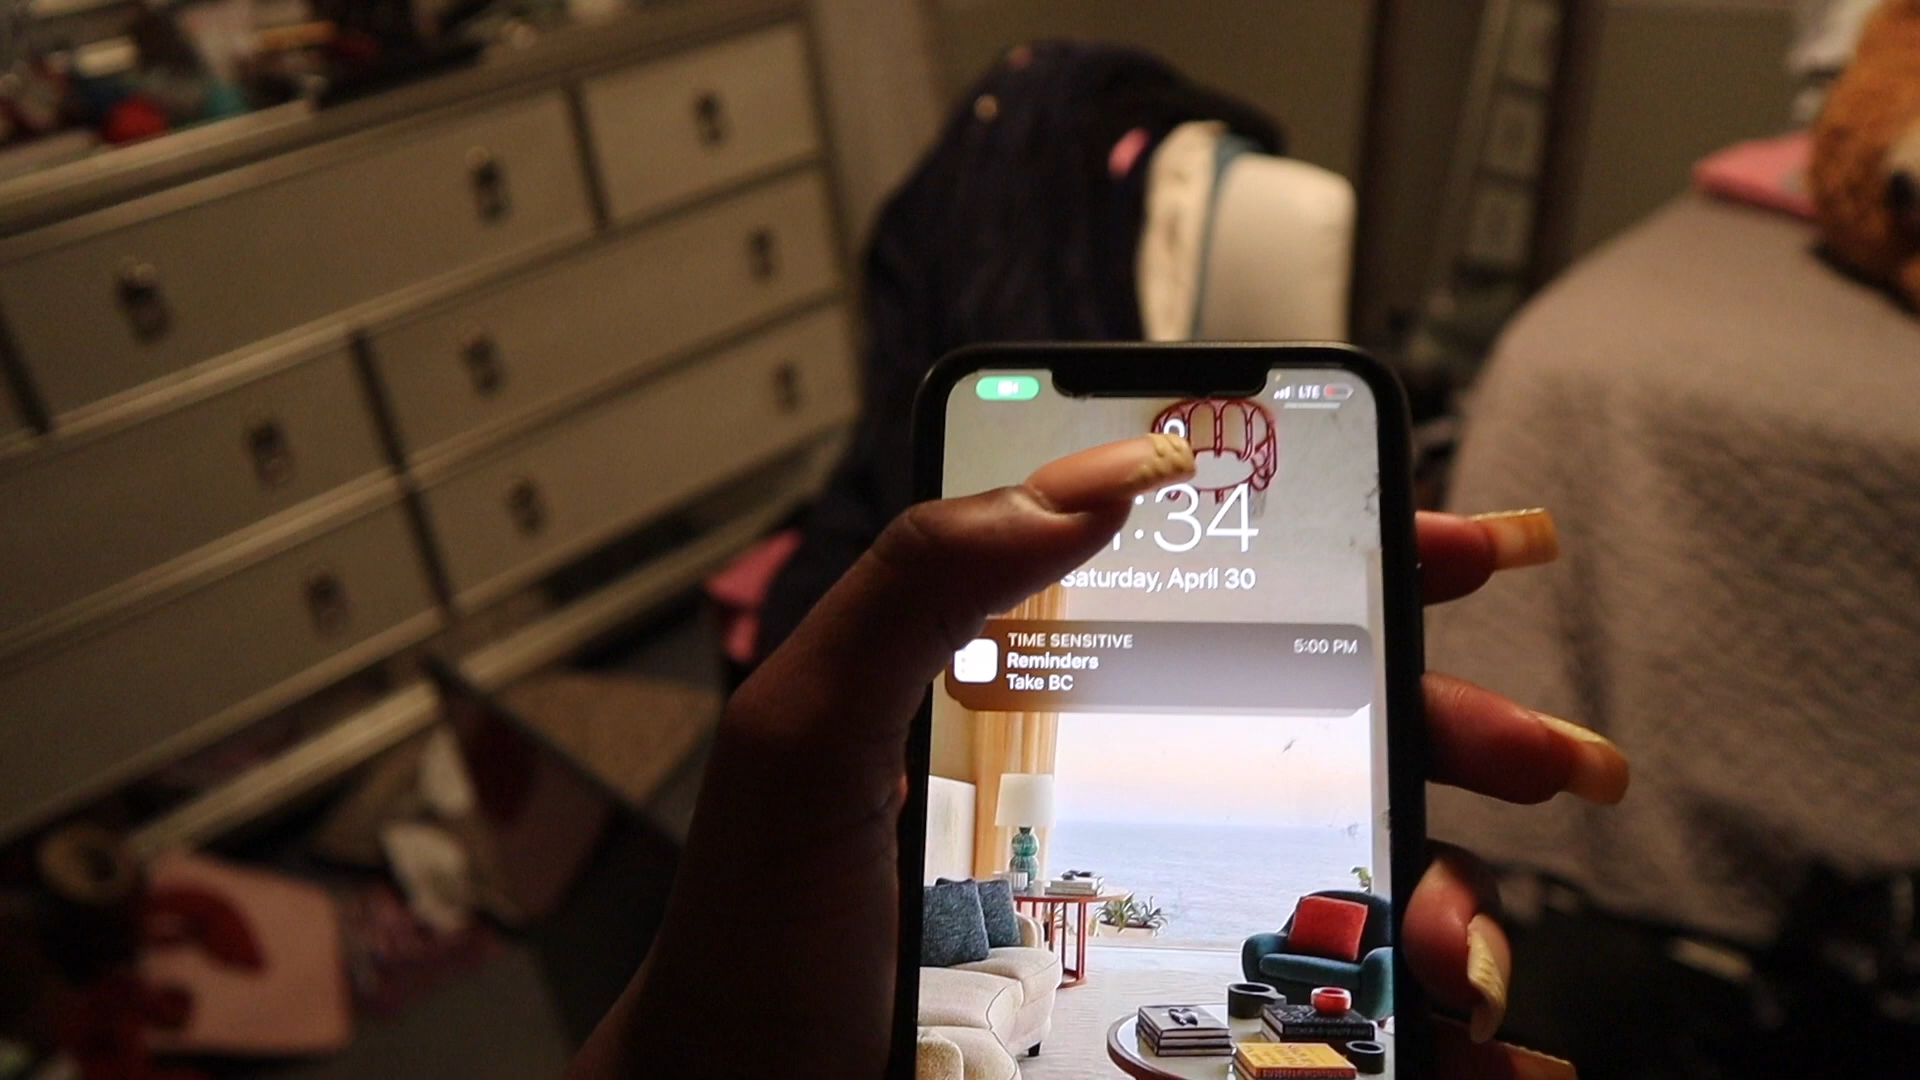 LTE
:34
Saturday, April 30
TIME SENSITIVE
5:00 PM
Reminders
Take BC